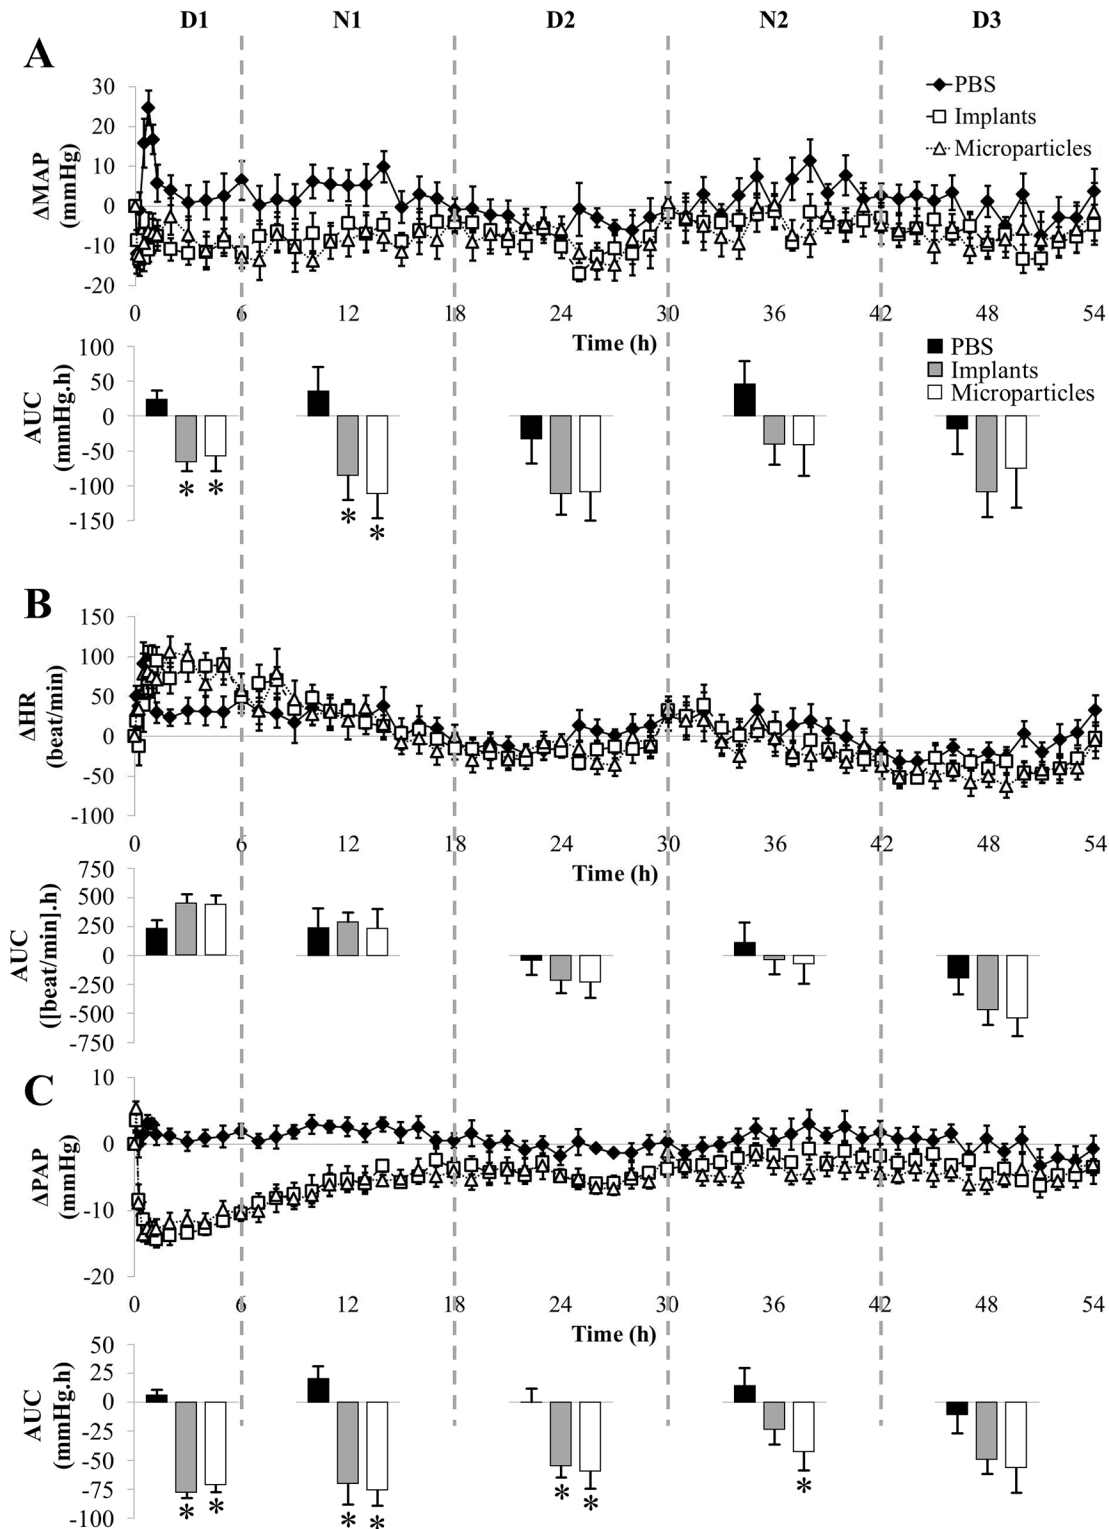 D1 N1 D2 N2 D3
A
ΔMAP
(mmHg)
30
20
10
0
-10
-20
PBS
Implants
Microparticles
0 6 12 18 24 30 36 42 48 54
Time (h)
AUC
(mmHg.h)
100
50
0
-50
-100
-150
* * * *
PBS
Implants
Microparticles
B
ΔHR
(beat/min)
150
100
50
0
-50
-100
0 6 12 18 24 30 36 42 48 54
Time (h)
AUC
([beat/min].h)
750
500
250
0
-250
-500
-750
C
ΔPAP
(mmHg)
10
0
-10
-20
0 6 12 18 24 30 36 42 48 54
Time (h)
AUC
(mmHg.h)
50
25
0
-25
-50
-75
-100
* * * * * * *